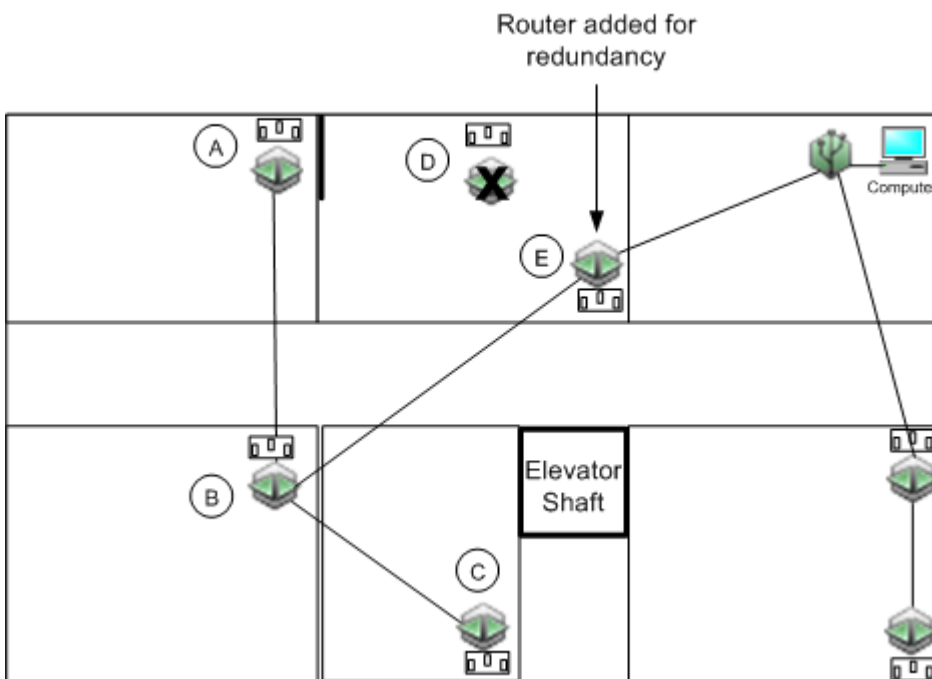 Router added for
redundancy
A
D
Compute
E
Elevator
Shaft
B
C
X